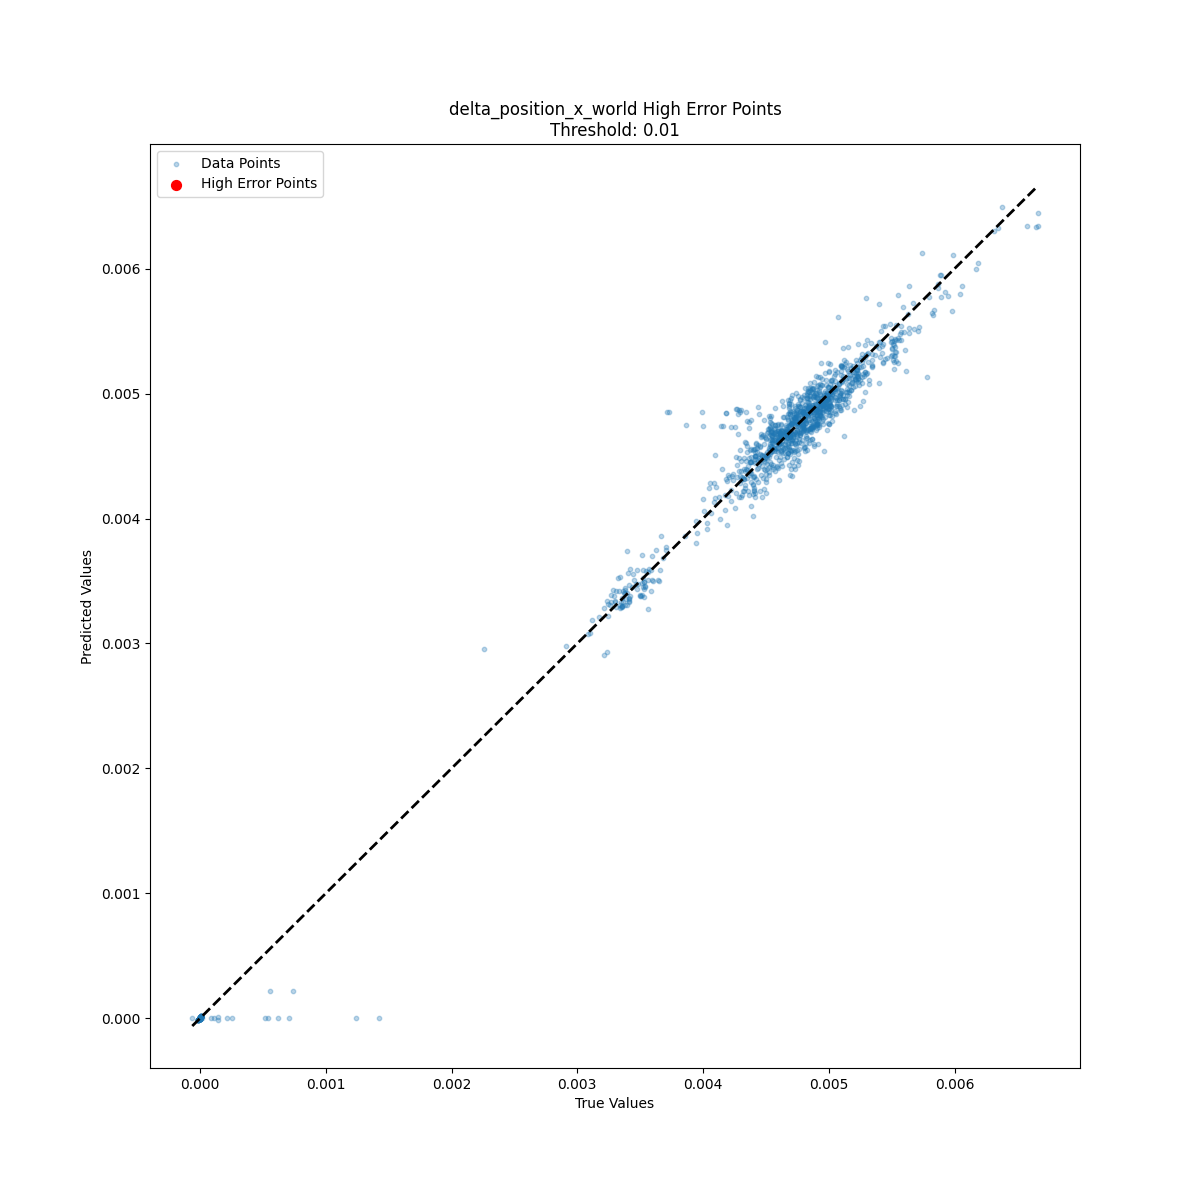 delta_position_x_world High Error Points
Threshold: 0.01
Data Points
High Error Points
Predicted Values
0.006
0.005
0.004
0.003
0.002
0.001
0.000
0.000
0.001
0.002
0.003
0.004
0.005
0.006
True Values